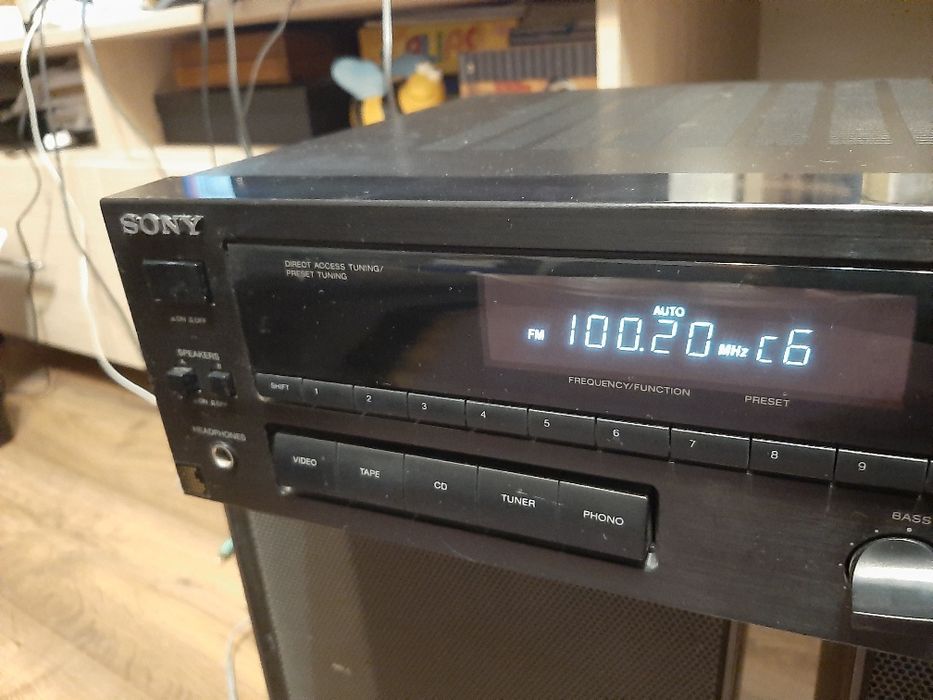 SONY
DIRECT ACCESS TUNING/
PRESET TUNING
AUTO
FM 100.20 MHz c6
FREQUENCY/FUNCTION
PRESET
SPEAKERS
A B
SHIFT 1 2 3 4 5 6 7 8 9
HEADPHONES
VIDEO TAPE CD TUNER PHONO
BASS